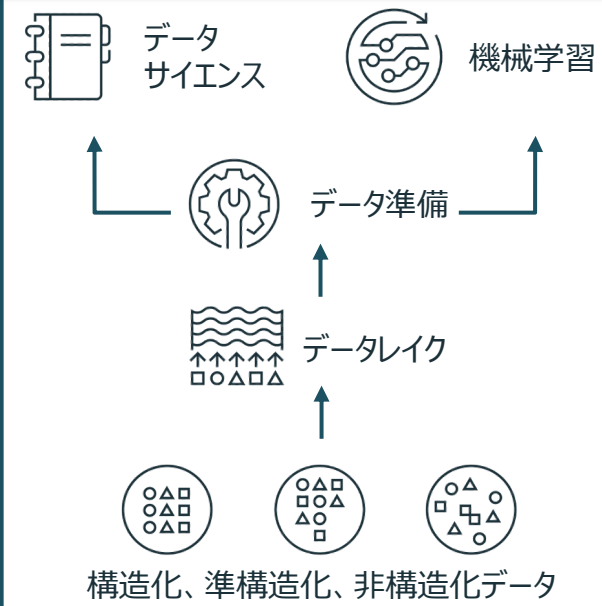 データ
サイエンス
機械学習
データ準備
データレイク
構造化、準構造化、非構造化データ